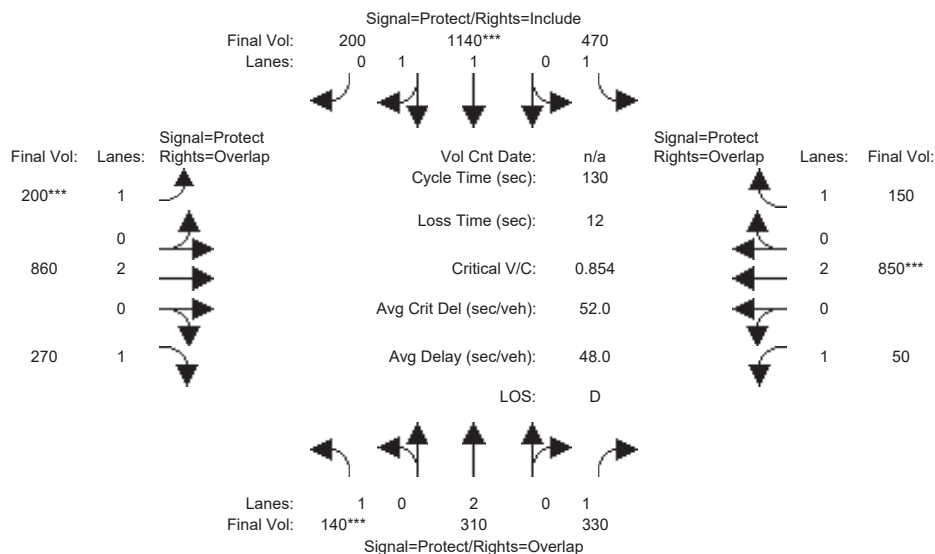 Signal=Protect/Rights=Include
Final Vol: 200 1140*** 470
Lanes: 0 1 1 0 1
Signal=Protect Signal=Protect
Final Vol: Lanes: Rights=Overlap Vol Cnt Date: n/a Rights=Overlap Lanes: Final Vol:
Cycle Time (sec): 130
200*** 1 1 150
Loss Time (sec): 12
0 0
860 2 Critical V/C: 0.854 2 850***
0 Avg Crit Del (sec/veh): 52.0 0
270 1 Avg Delay (sec/veh): 48.0 1 50
LOS: D
Lanes: 1 0 2 0 1
Final Vol: 140*** 310 330
Signal=Protect/Rights=Overlap